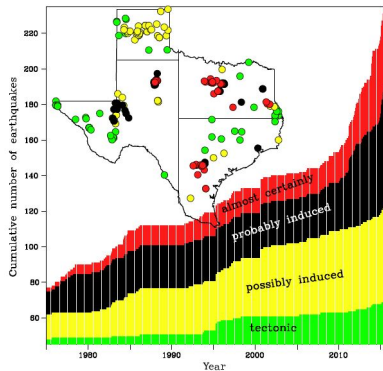 Cumulative number of earthquakes
220
200
180
160
140
120
100
80
60
almost certainly
probably induced
possibly induced
tectonic
1980
1990
2000
2010
Year